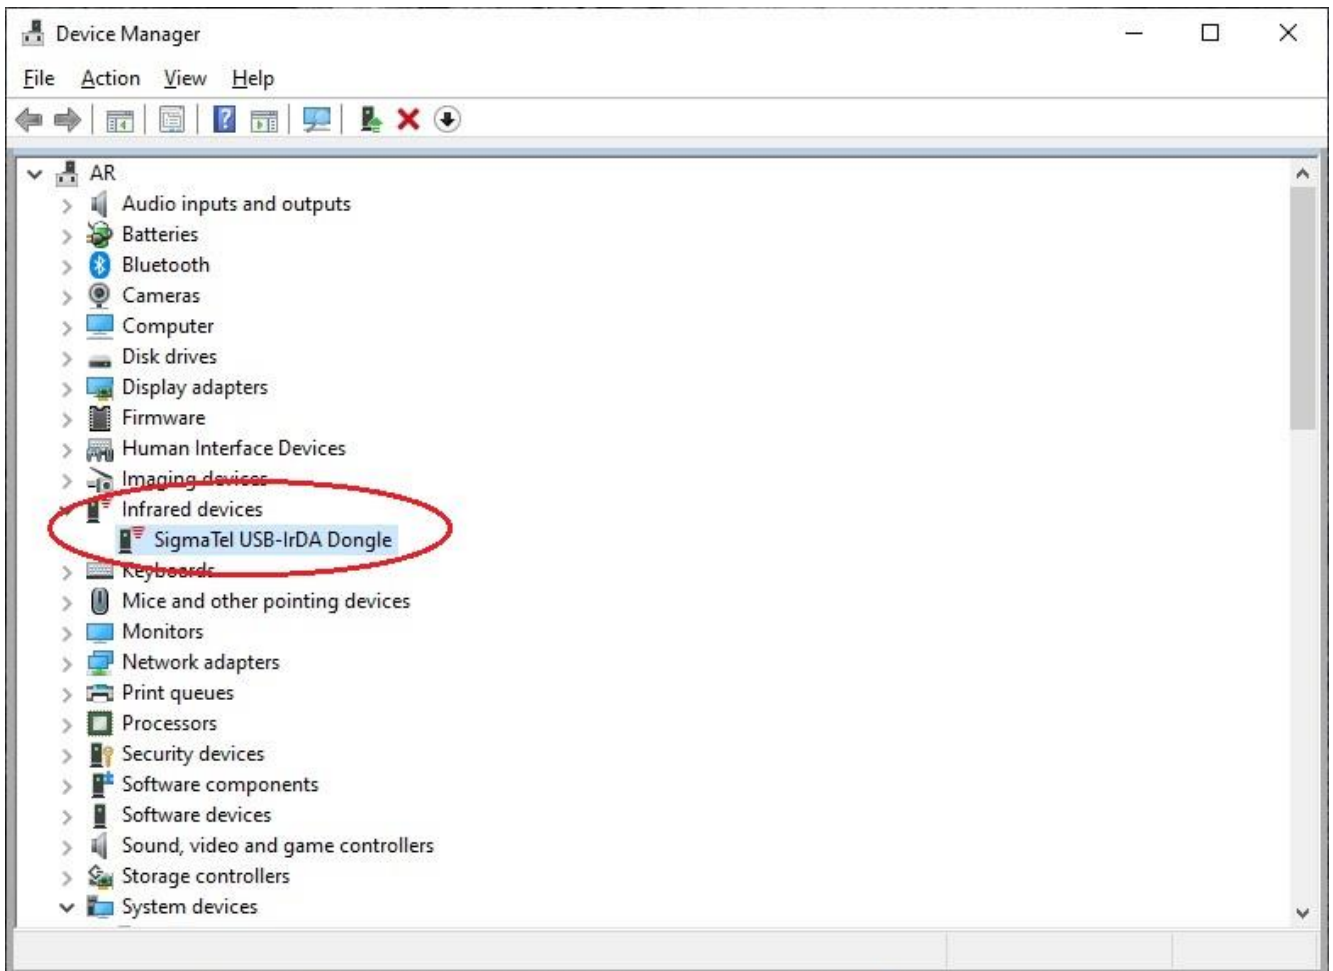 Device Manager
File Action View Help
AR
Audio inputs and outputs
Batteries
Bluetooth
Cameras
Computer
Disk drives
Display adapters
Firmware
Human Interface Devices
Imaging devices
Infrared devices
SigmaTel USB-IrDA Dongle
Keyboards
Mice and other pointing devices
Monitors
Network adapters
Print queues
Processors
Security devices
Software components
Software devices
Sound, video and game controllers
Storage controllers
System devices